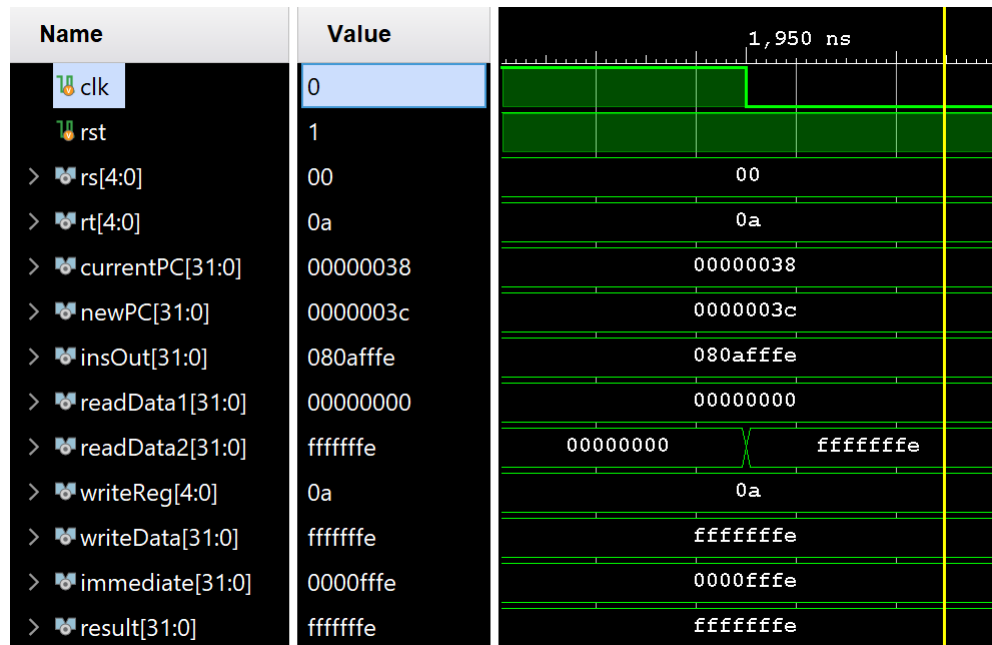 Name Value 1,950 ns
clk 0
rst 1
rs[4:0] 00 00
rt[4:0] 0a 0a
currentPC[31:0] 00000038 00000038
newPC[31:0] 0000003c 0000003c
insOut[31:0] 080afffe 080afffe
readData1[31:0] 00000000 00000000
readData2[31:0] fffffffe 00000000 fffffffe
writeReg[4:0] 0a 0a
writeData[31:0] fffffffe fffffffe
immediate[31:0] 0000fffe 0000fffe
result[31:0] fffffffe fffffffe